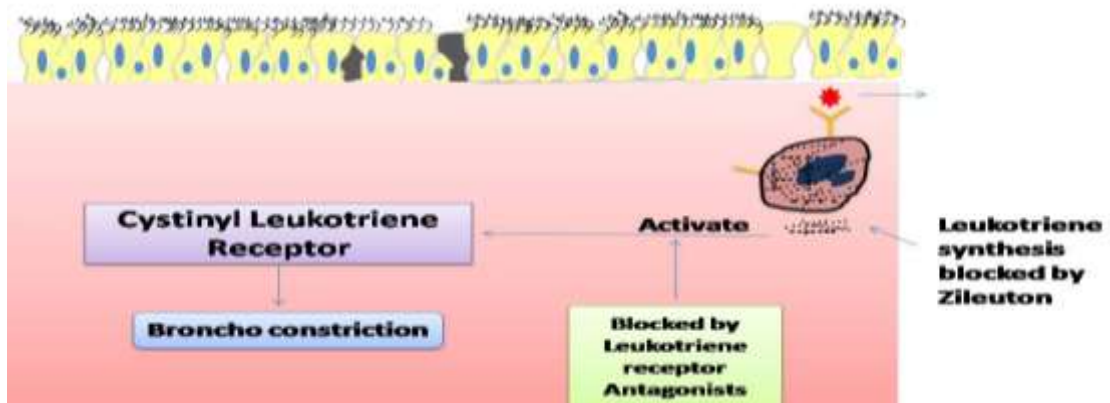 Cystinyl Leukotriene
Receptor
Activate
Leukotriene
synthesis
blocked by
Zileuton
Broncho constriction
Blocked by
Leukotriene
receptor
Antagonists